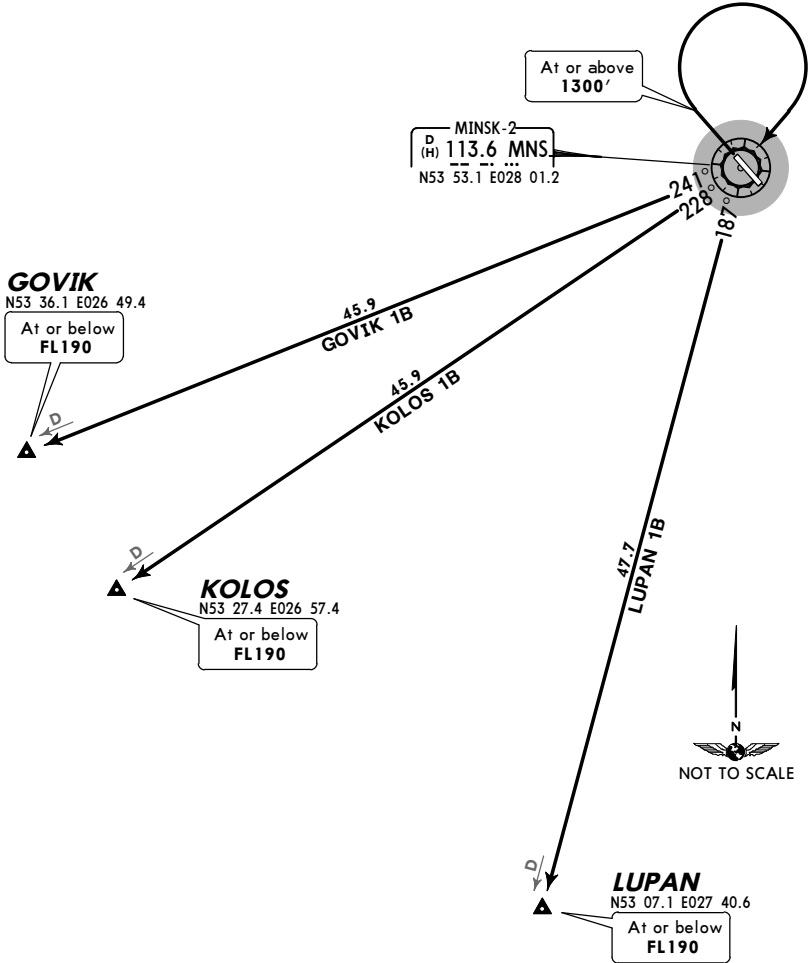 At or above
1300'
MINSK-2
D
(H) 113.6 MNS
N53 53.1 E028 01.2
241
228
187
GOVIK
N53 36.1 E026 49.4
At or below
FL190
45.9
GOVIK 1B
45.9
KOLOS 1B
D
D
KOLOS
N53 27.4 E026 57.4
At or below
FL190
47.7
LUPAN 1B
N
NOT TO SCALE
D
LUPAN
N53 07.1 E027 40.6
At or below
FL190